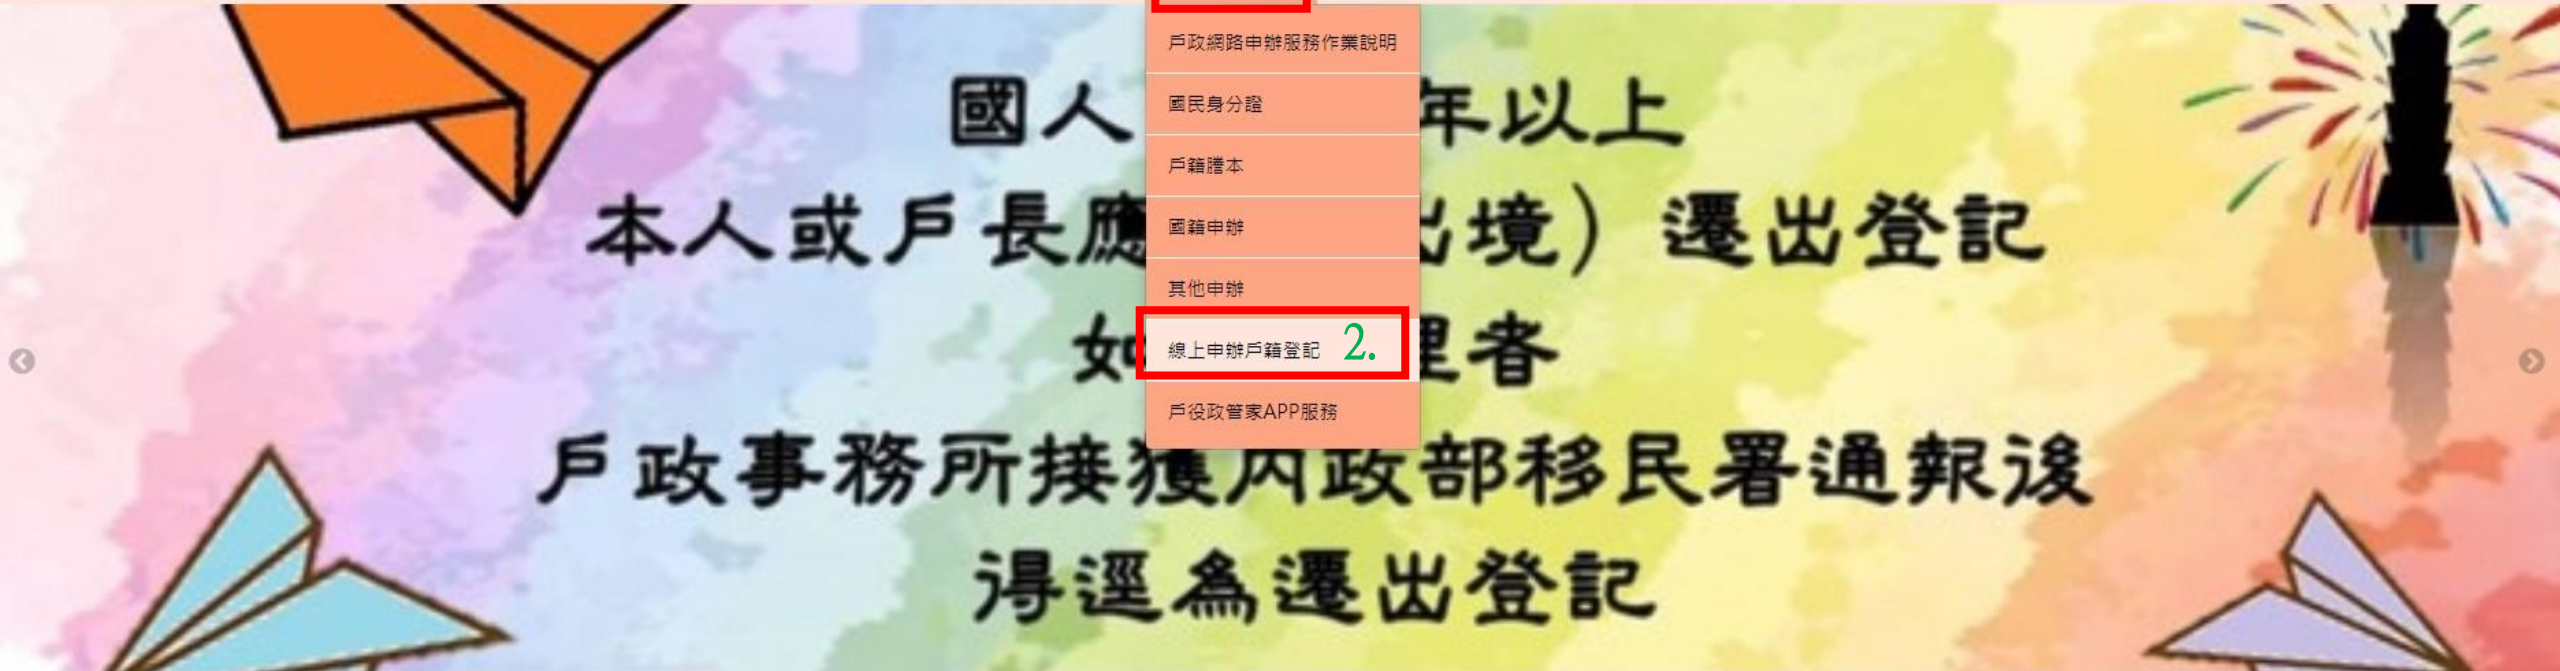 戶政網路申辦服務作業說明
國民身分證
戶籍謄本
國籍申辦
其他申辦
線上申辦戶籍登記 2.
戶役政管家APP服務
國人 年以上
本人或戶長應 境）遷出登記
如 者
戶政事務所接獲內政部移民署通報後
得逕為遷出登記